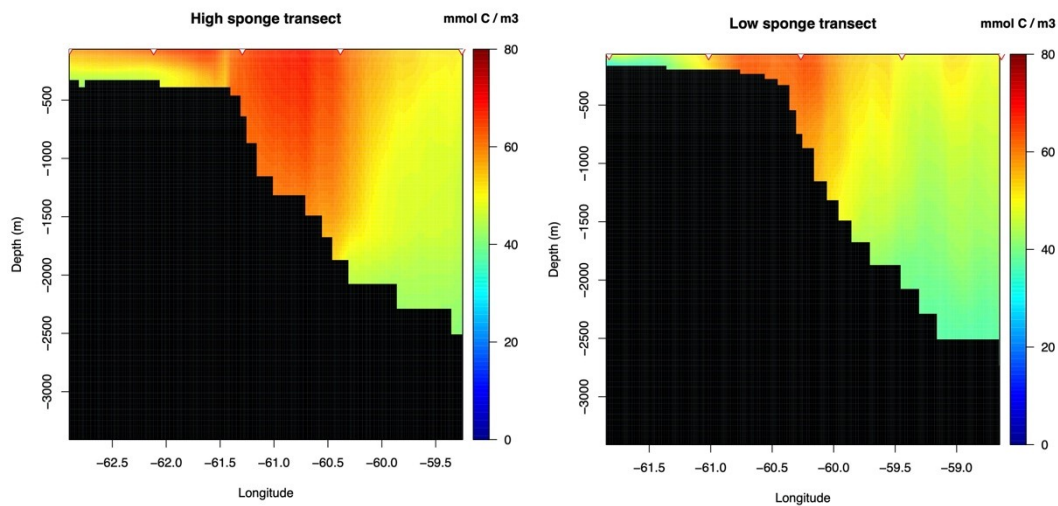 High sponge transect
mmol C / m3
Depth (m)
-500
-1000
-1500
-2000
-2500
-3000
80
60
40
20
0
-62.5 -62.0 -61.5 -61.0 -60.5 -60.0 -59.5
Longitude
Low sponge transect
mmol C / m3
Depth (m)
-500
-1000
-1500
-2000
-2500
-3000
80
60
40
20
0
-61.5 -61.0 -60.5 -60.0 -59.5 -59.0
Longitude